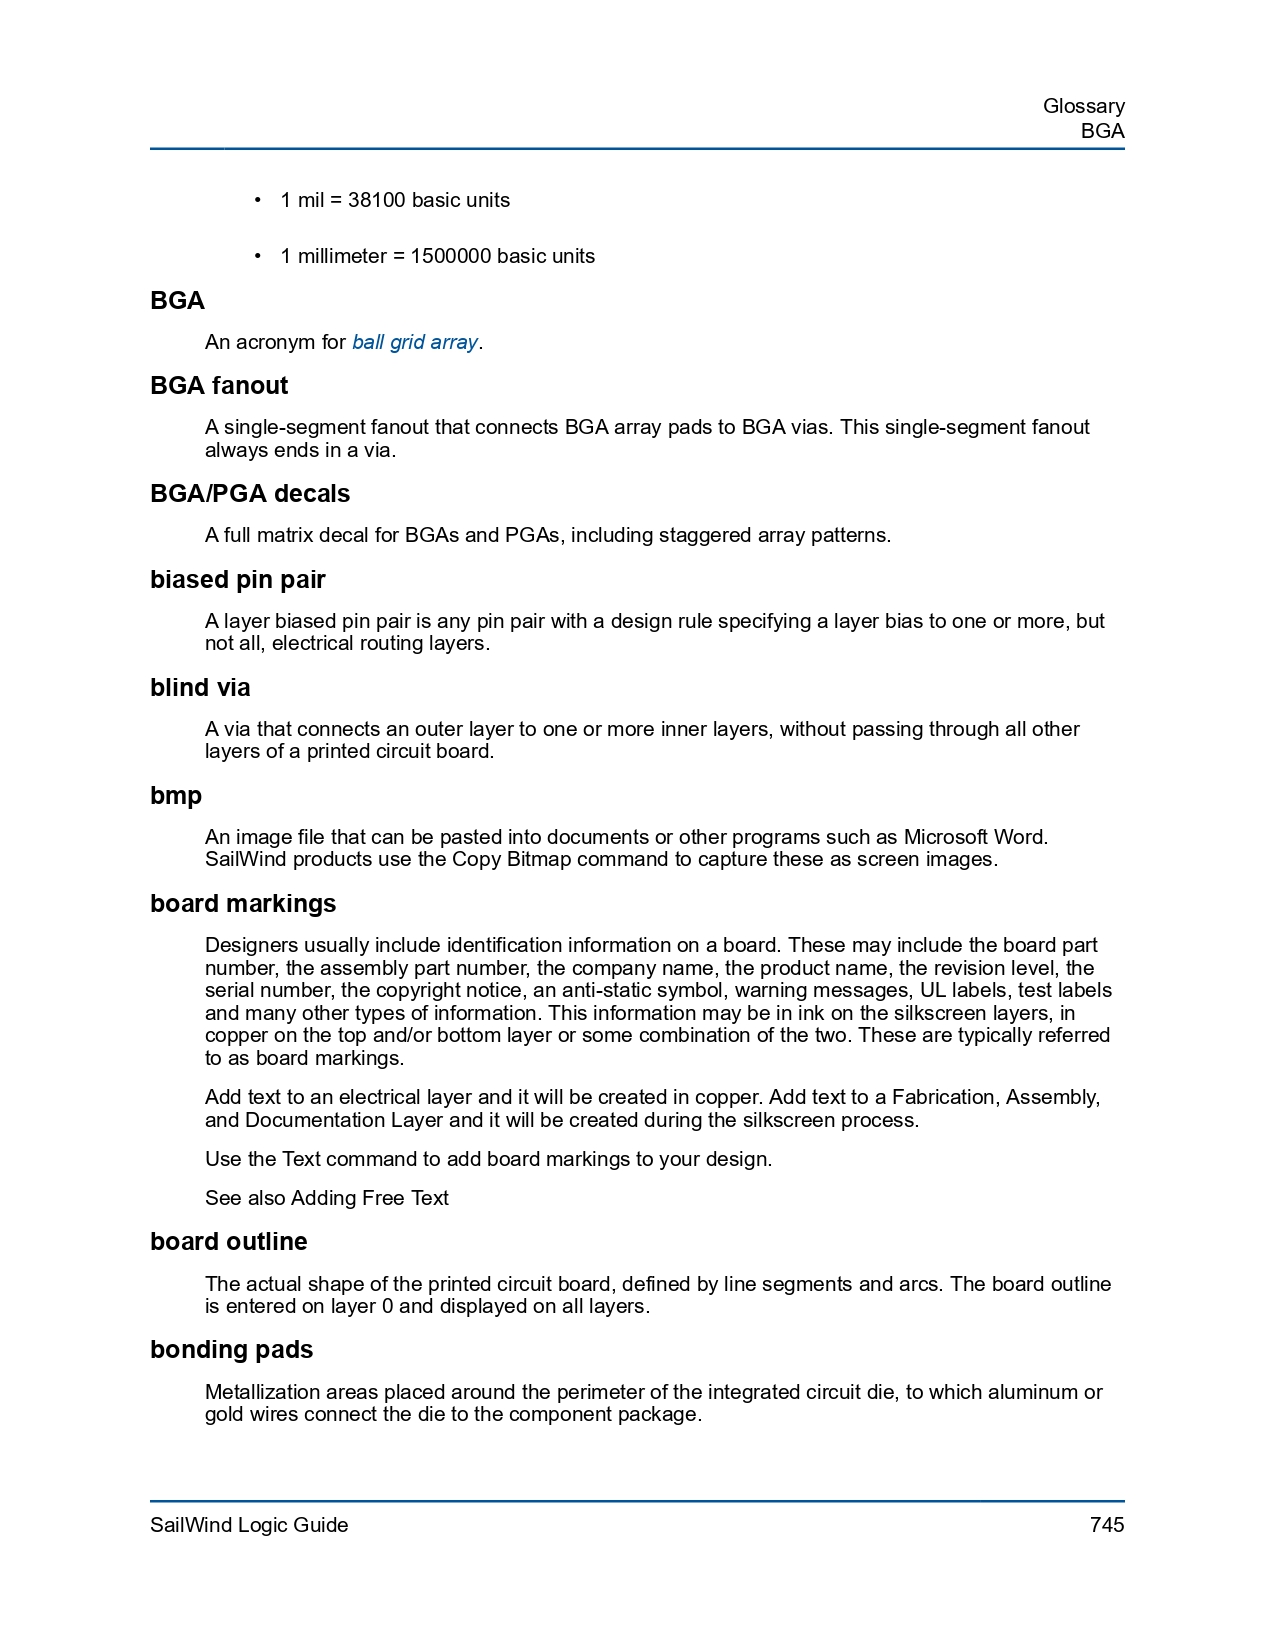 Glossary
BGA
• 1 mil = 38100 basic units
• 1 millimeter = 1500000 basic units
BGA
An acronym for ball grid array.
BGA fanout
A single-segment fanout that connects BGA array pads to BGA vias. This single-segment fanout
always ends in a via.
BGA/PGA decals
A full matrix decal for BGAs and PGAs, including staggered array patterns.
biased pin pair
A layer biased pin pair is any pin pair with a design rule specifying a layer bias to one or more, but
not all, electrical routing layers.
blind via
A via that connects an outer layer to one or more inner layers, without passing through all other
layers of a printed circuit board.
bmp
An image file that can be pasted into documents or other programs such as Microsoft Word.
SailWind products use the Copy Bitmap command to capture these as screen images.
board markings
Designers usually include identification information on a board. These may include the board part
number, the assembly part number, the company name, the product name, the revision level, the
serial number, the copyright notice, an anti-static symbol, warning messages, UL labels, test labels
and many other types of information. This information may be in ink on the silkscreen layers, in
copper on the top and/or bottom layer or some combination of the two. These are typically referred
to as board markings.
Add text to an electrical layer and it will be created in copper. Add text to a Fabrication, Assembly,
and Documentation Layer and it will be created during the silkscreen process.
Use the Text command to add board markings to your design.
See also Adding Free Text
board outline
The actual shape of the printed circuit board, defined by line segments and arcs. The board outline
is entered on layer 0 and displayed on all layers.
bonding pads
Metallization areas placed around the perimeter of the integrated circuit die, to which aluminum or
gold wires connect the die to the component package.
SailWind Logic Guide
745